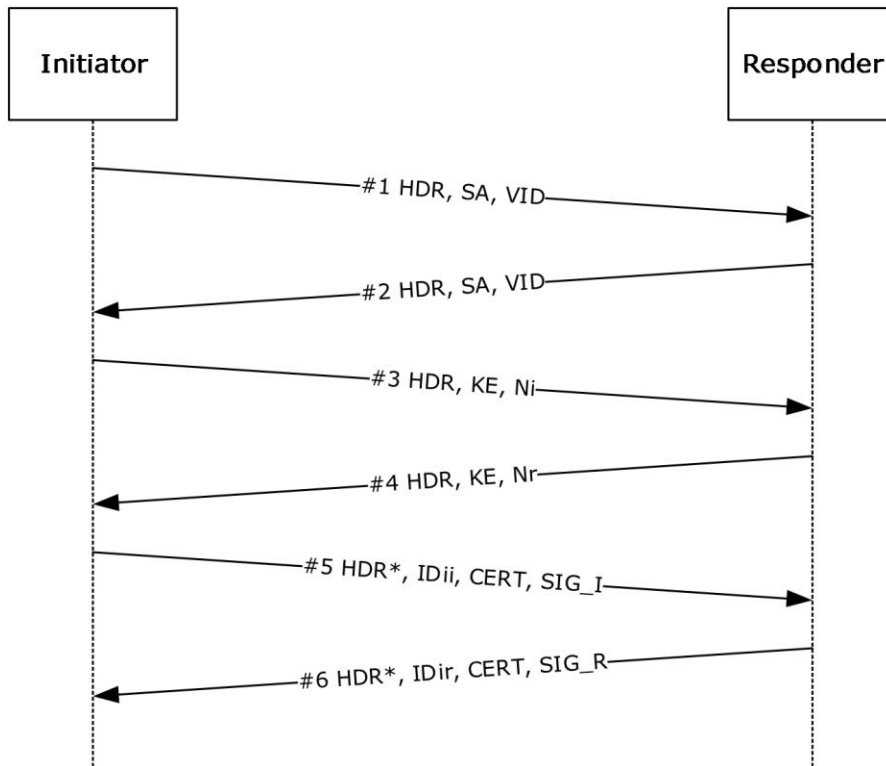 Initiator
Responder
#1 HDR, SA, VID
#2 HDR, SA, VID
#3 HDR, KE, Ni
#4 HDR, KE, Nr
#5 HDR*, IDii, CERT, SIG_I
#6 HDR*, IDir, CERT, SIG_R